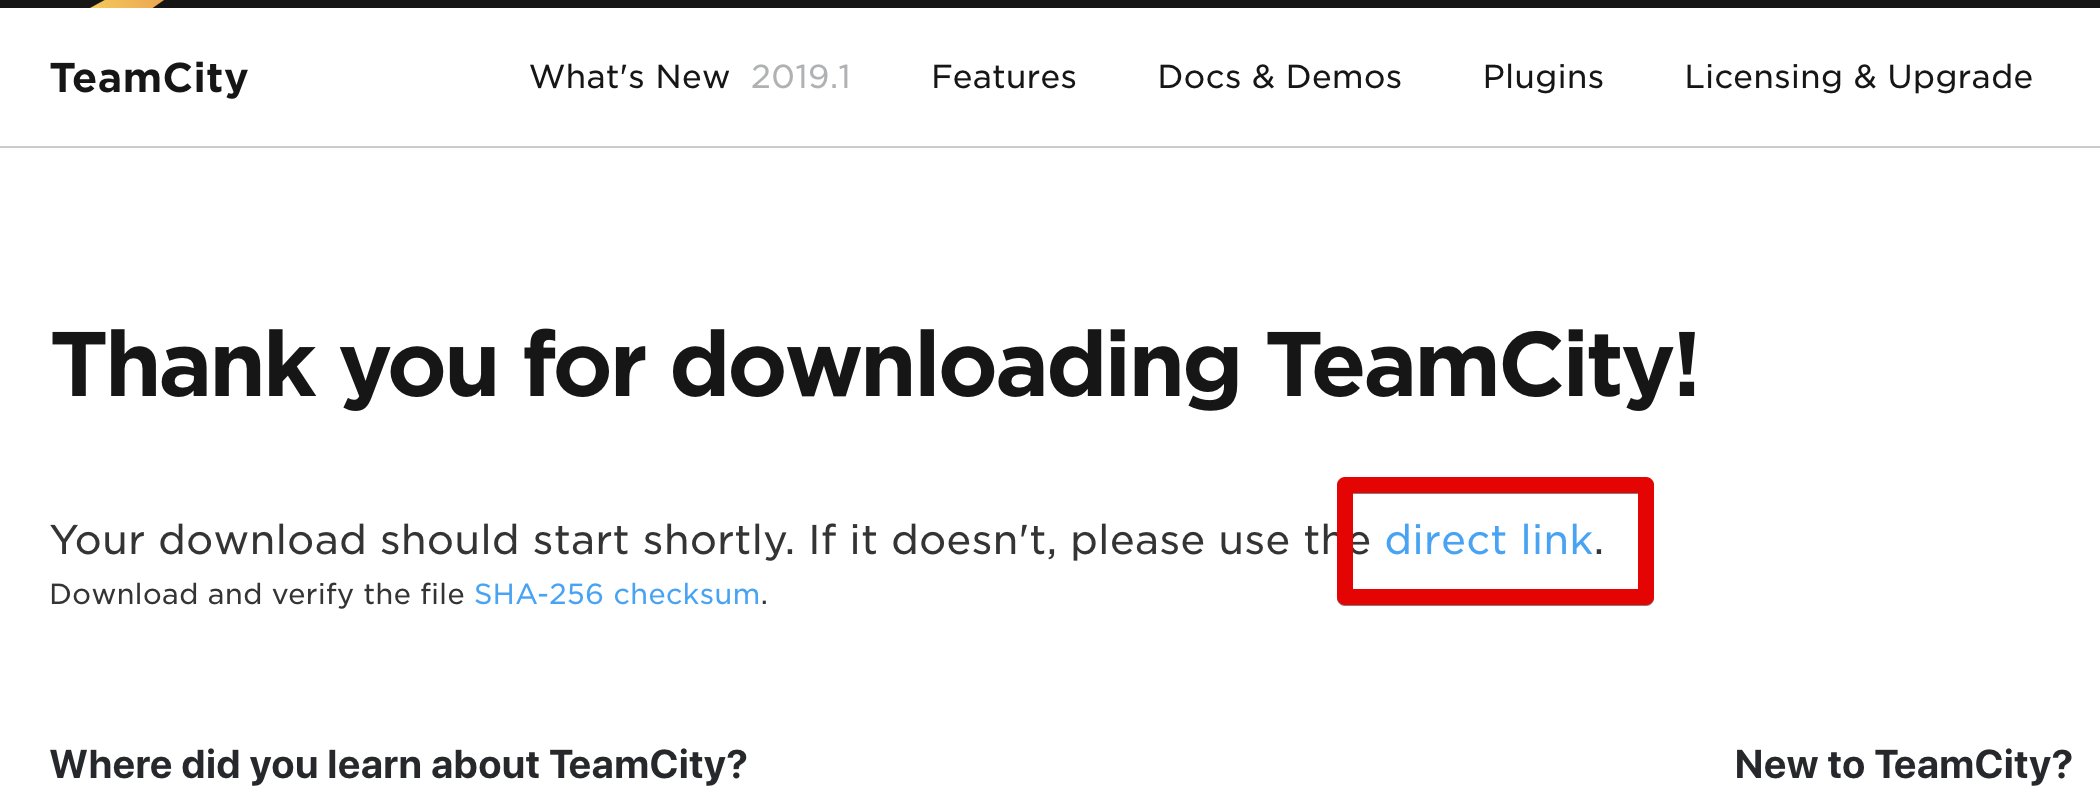 TeamCity What's New 2019.1 Features Docs & Demos Plugins Licensing & Upgrade
Thank you for downloading TeamCity!
Your download should start shortly. If it doesn't, please use the direct link.
Download and verify the file SHA-256 checksum.
Where did you learn about TeamCity? New to TeamCity?